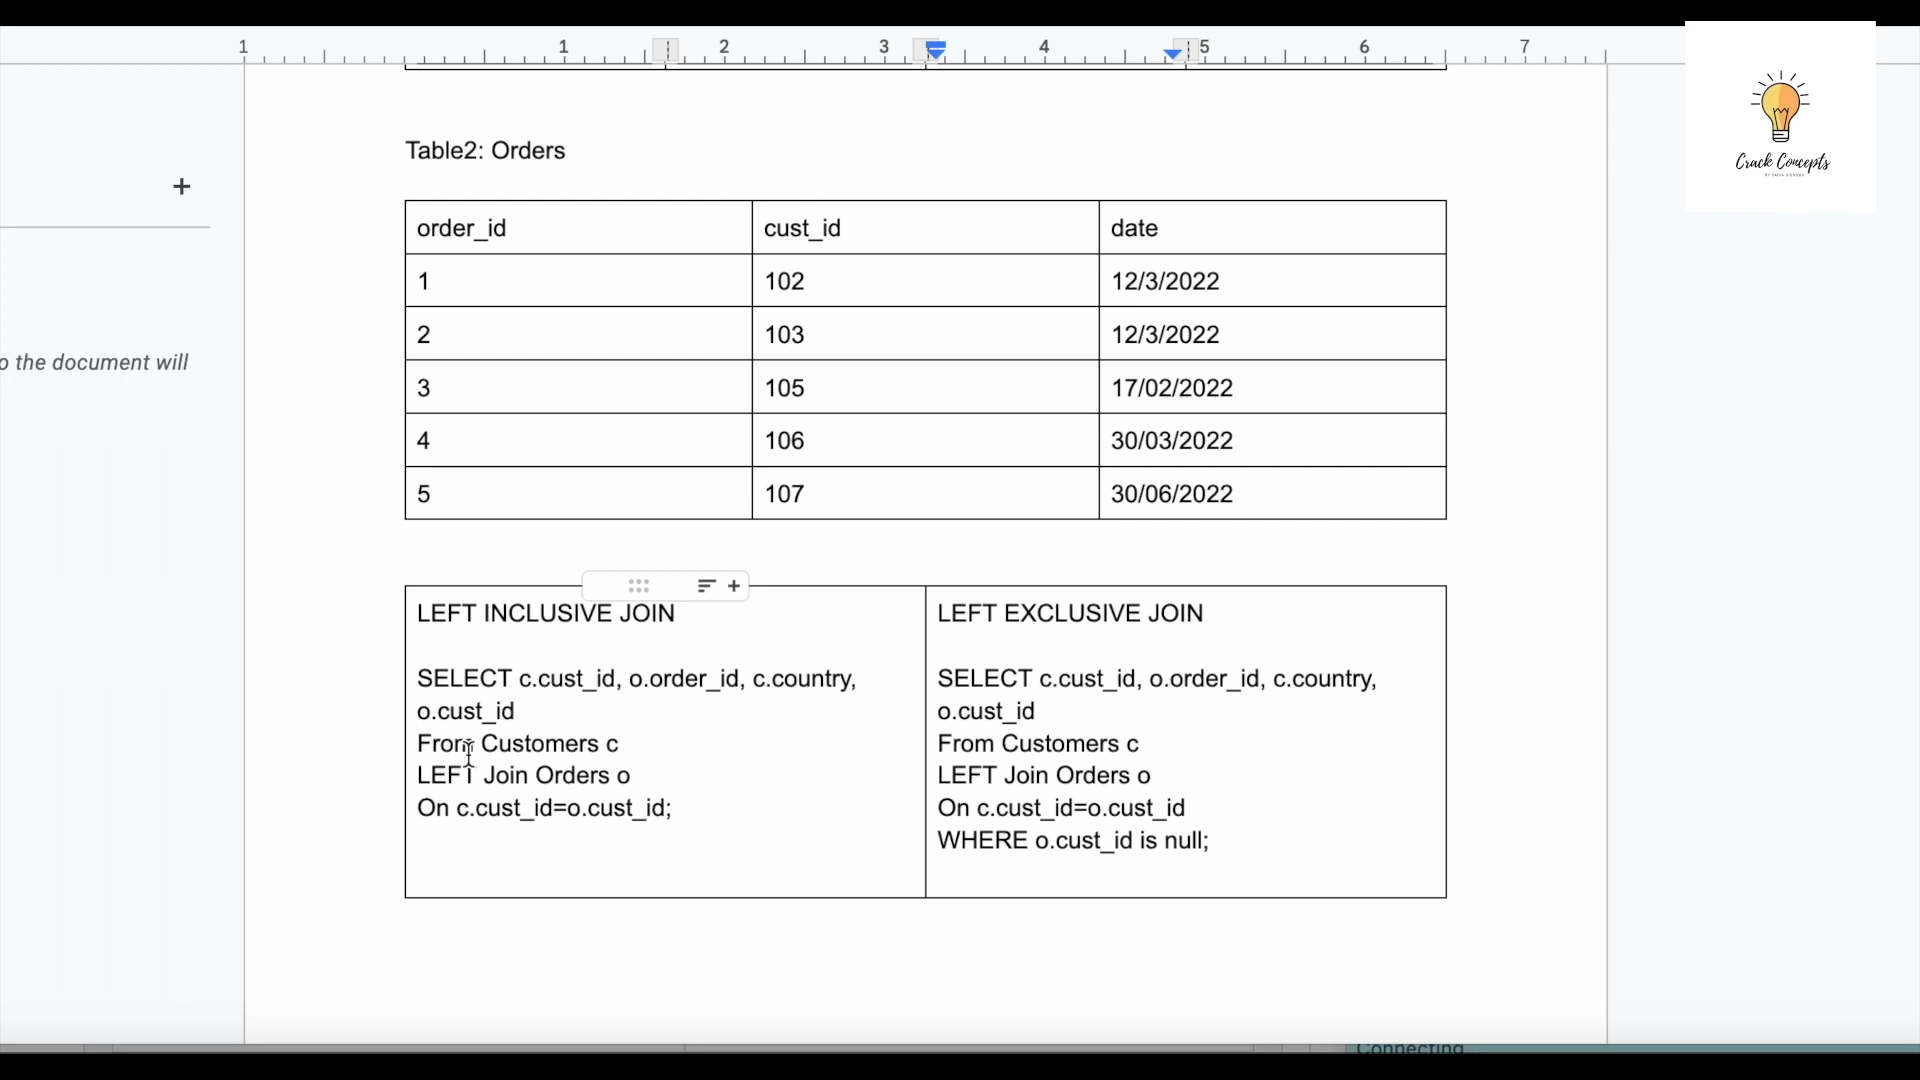 1 1 2 3 4 5 6 7
Crack Concepts
Table2: Orders
order_id cust_id date
1 102 12/3/2022
2 103 12/3/2022
3 105 17/02/2022
4 106 30/03/2022
5 107 30/06/2022
the document will
LEFT INCLUSIVE JOIN
SELECT c.cust_id, o.order_id, c.country,
o.cust_id
From Customers c
LEFT Join Orders o
On c.cust_id=o.cust_id;
LEFT EXCLUSIVE JOIN
SELECT c.cust_id, o.order_id, c.country,
o.cust_id
From Customers c
LEFT Join Orders o
On c.cust_id=o.cust_id
WHERE o.cust_id is null;
Connecting...